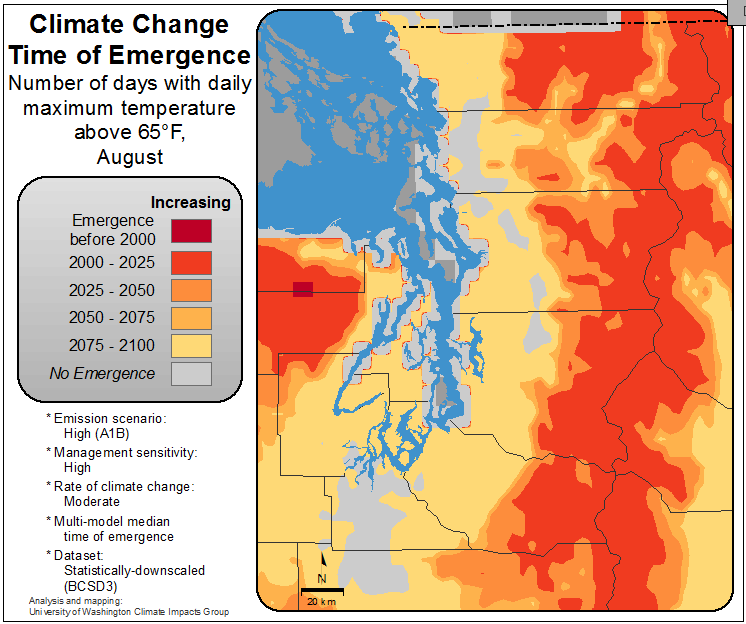 Climate Change
Time of Emergence
Number of days with daily
maximum temperature
above 65°F,
August
Increasing
Emergence
before 2000
2000 - 2025
2025 - 2050
2050 - 2075
2075 - 2100
No Emergence
* Emission scenario:
High (A1B)
* Management sensitivity:
High
* Rate of climate change:
Moderate
* Multi-model median
time of emergence
* Dataset:
Statistically-downscaled
(BCSD3)
Analysis and mapping:
University of Washington Climate Impacts Group
N
20 km